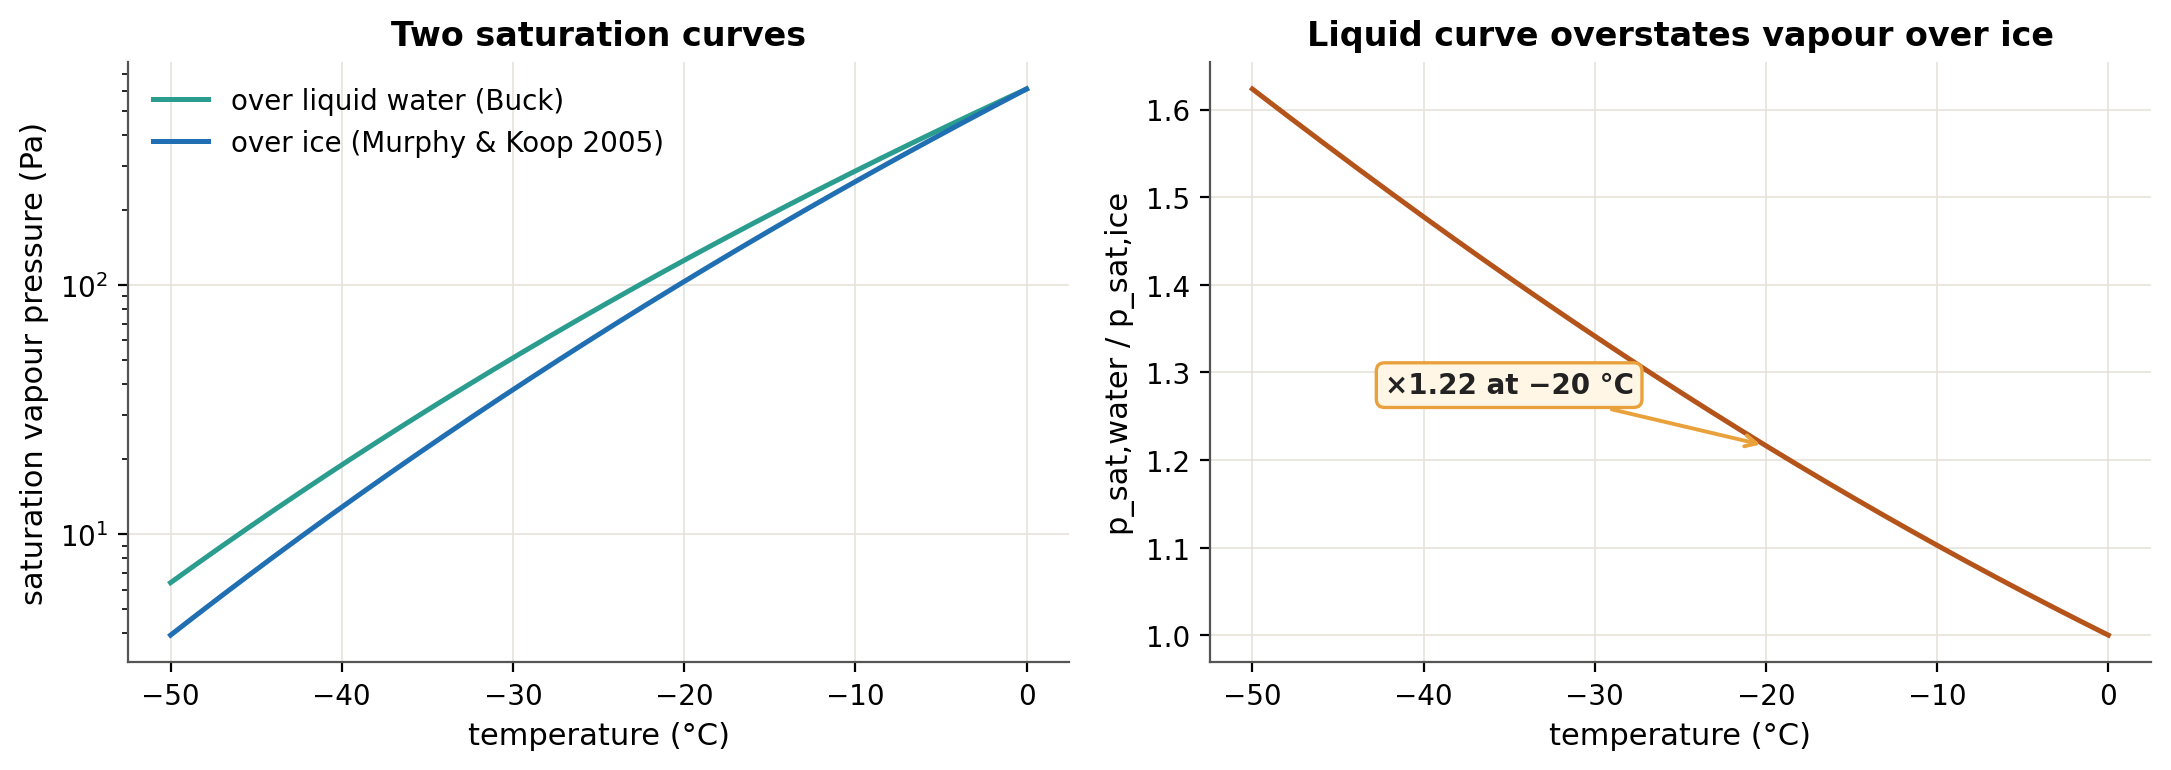 Two saturation curves
saturation vapour pressure (Pa)
10²
10¹
over liquid water (Buck)
over ice (Murphy & Koop 2005)
−50 −40 −30 −20 −10 0
temperature (°C)
Liquid curve overstates vapour over ice
p_sat,water / p_sat,ice
1.6
1.5
1.4
1.3
1.2
1.1
1.0
×1.22 at −20 °C
−50 −40 −30 −20 −10 0
temperature (°C)